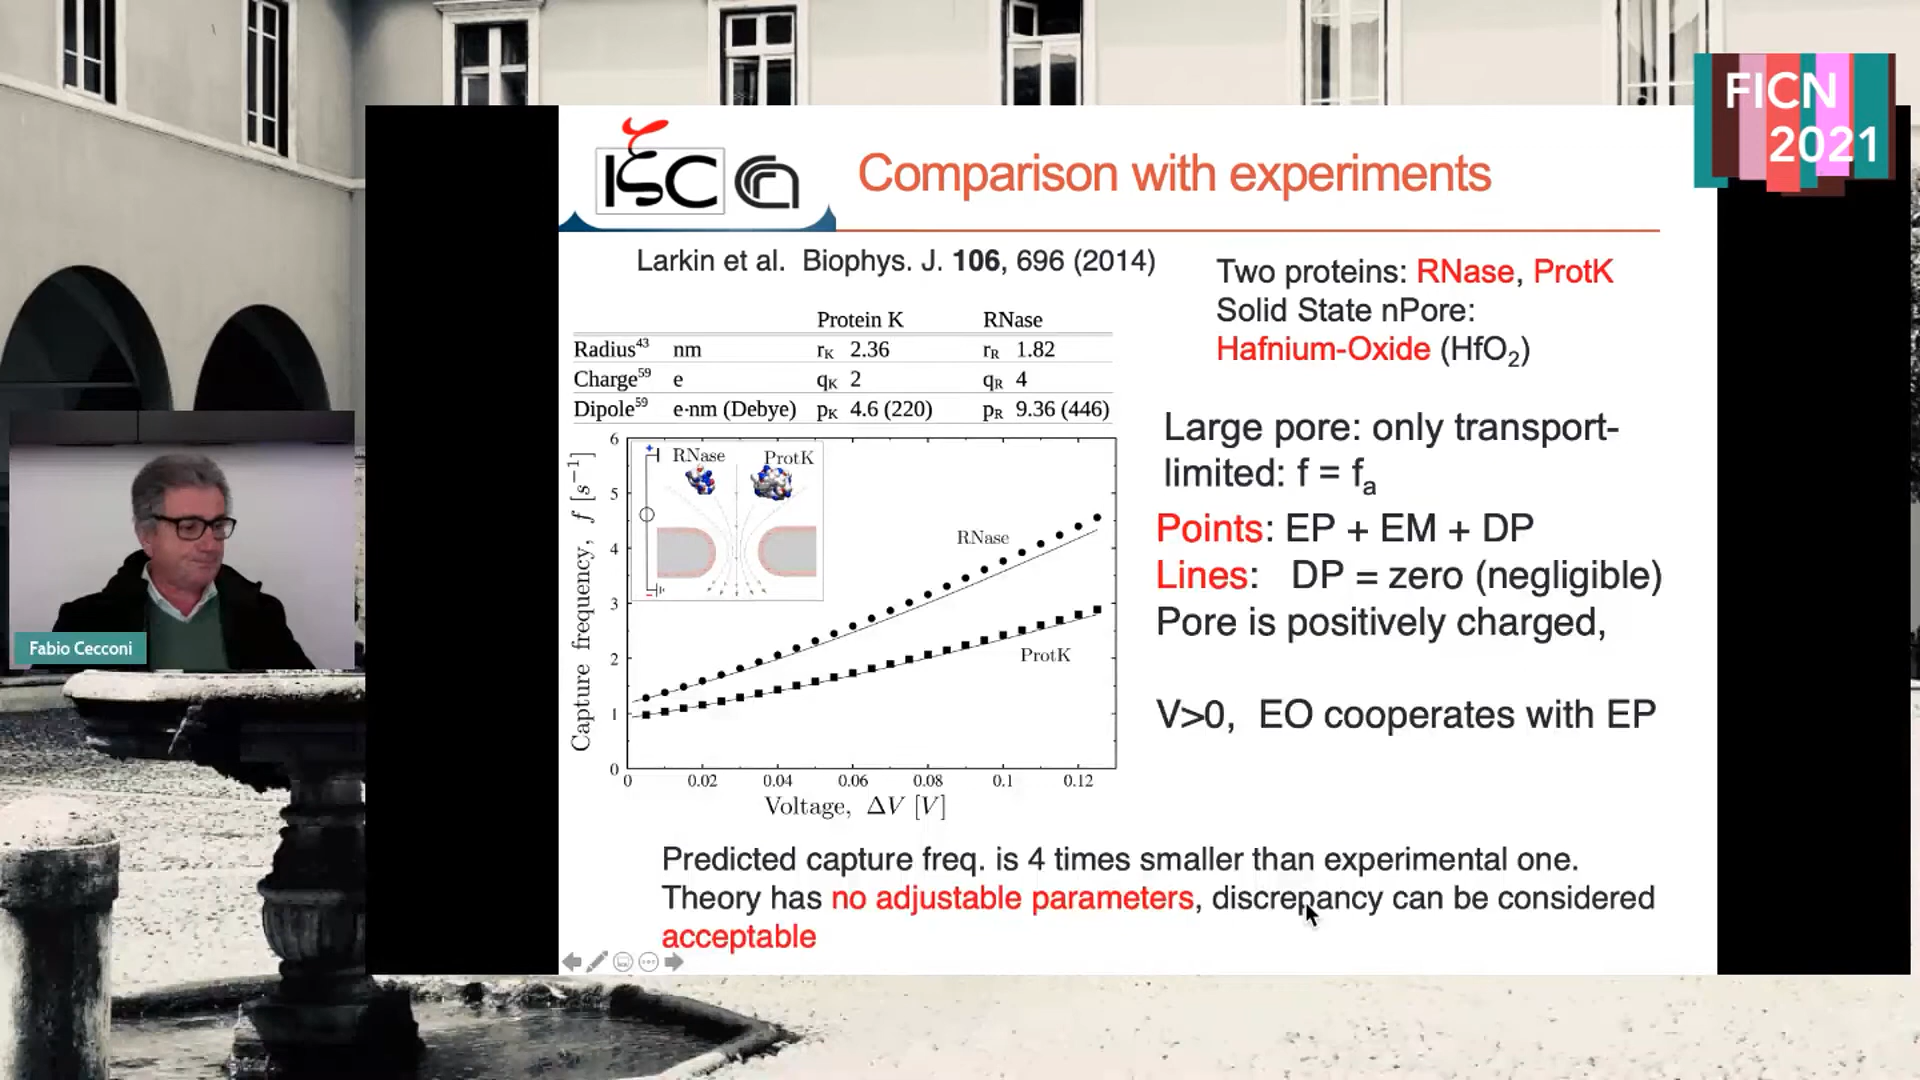 FICN
2021
ISC
Comparison with experiments
Larkin et al. Biophys. J. 106, 696 (2014)
Two proteins: RNase, ProtK
Solid State nPore:
Hafnium-Oxide (HfO₂)
Protein K RNase
Radius⁴³ nm rK 2.36 rR 1.82
Charge⁵⁹ e qK 2 qR 4
Dipole⁵⁹ e·nm (Debye) pK 4.6 (220) pR 9.36 (446)
Large pore: only transport-
limited: f = fa
Points: EP + EM + DP
Lines: DP = zero (negligible)
Pore is positively charged,
V>0, EO cooperates with EP
Capture frequency, f [s⁻¹]
6
5
4
3
2
1
0
RNase ProtK
RNase
ProtK
0 0.02 0.04 0.06 0.08 0.1 0.12
Voltage, ΔV [V]
Fabio Cecconi
Predicted capture freq. is 4 times smaller than experimental one.
Theory has no adjustable parameters, discrepancy can be considered
acceptable